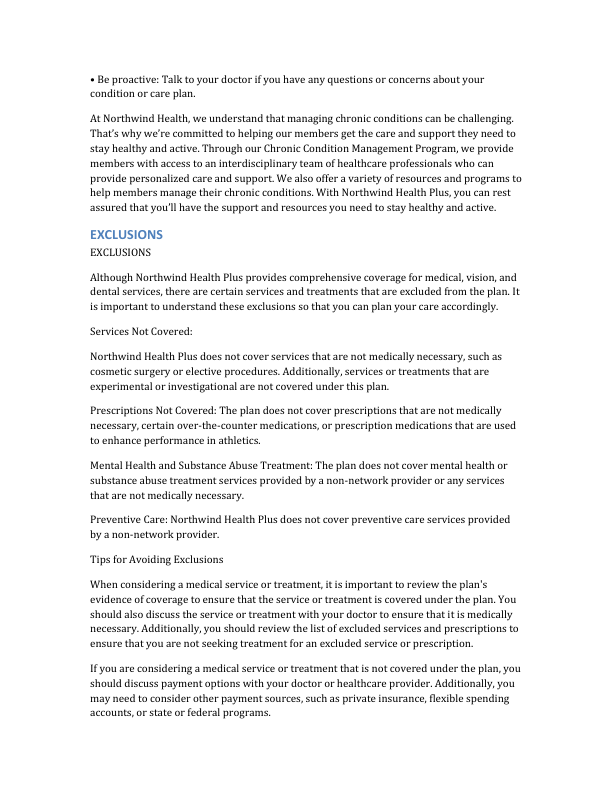 • Be proactive: Talk to your doctor if you have any questions or concerns about your
condition or care plan.
At Northwind Health, we understand that managing chronic conditions can be challenging.
That’s why we’re committed to helping our members get the care and support they need to
stay healthy and active. Through our Chronic Condition Management Program, we provide
members with access to an interdisciplinary team of healthcare professionals who can
provide personalized care and support. We also offer a variety of resources and programs to
help members manage their chronic conditions. With Northwind Health Plus, you can rest
assured that you’ll have the support and resources you need to stay healthy and active.
EXCLUSIONS
EXCLUSIONS
Although Northwind Health Plus provides comprehensive coverage for medical, vision, and
dental services, there are certain services and treatments that are excluded from the plan. It
is important to understand these exclusions so that you can plan your care accordingly.
Services Not Covered:
Northwind Health Plus does not cover services that are not medically necessary, such as
cosmetic surgery or elective procedures. Additionally, services or treatments that are
experimental or investigational are not covered under this plan.
Prescriptions Not Covered: The plan does not cover prescriptions that are not medically
necessary, certain over-the-counter medications, or prescription medications that are used
to enhance performance in athletics.
Mental Health and Substance Abuse Treatment: The plan does not cover mental health or
substance abuse treatment services provided by a non-network provider or any services
that are not medically necessary.
Preventive Care: Northwind Health Plus does not cover preventive care services provided
by a non-network provider.
Tips for Avoiding Exclusions
When considering a medical service or treatment, it is important to review the plan's
evidence of coverage to ensure that the service or treatment is covered under the plan. You
should also discuss the service or treatment with your doctor to ensure that it is medically
necessary. Additionally, you should review the list of excluded services and prescriptions to
ensure that you are not seeking treatment for an excluded service or prescription.
If you are considering a medical service or treatment that is not covered under the plan, you
should discuss payment options with your doctor or healthcare provider. Additionally, you
may need to consider other payment sources, such as private insurance, flexible spending
accounts, or state or federal programs.